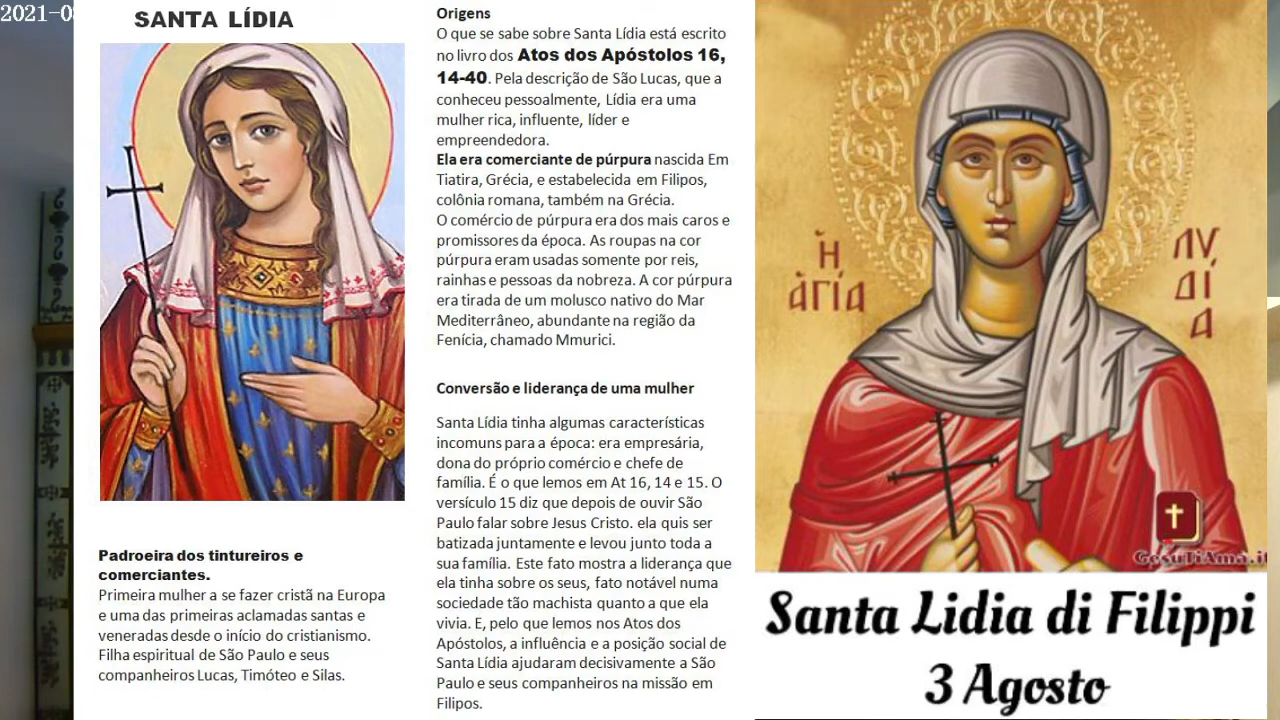 2021-0
SANTA LÍDIA
Padroeira dos tintureiros e
comerciantes.
Primeira mulher a se fazer cristã na Europa
e uma das primeiras aclamadas santas e
veneradas desde o início do cristianismo.
Filha espiritual de São Paulo e seus
companheiros Lucas, Timóteo e Silas.
Origens
O que se sabe sobre Santa Lídia está escrito
no livro dos Atos dos Apóstolos 16,
14-40. Pela descrição de São Lucas, que a
conheceu pessoalmente, Lídia era uma
mulher rica, influente, líder e
empreendedora.
Ela era comerciante de púrpura nascida Em
Tiatira, Grécia, e estabelecida em Filipos,
colônia romana, também na Grécia.
O comércio de púrpura era dos mais caros e
promissores da época. As roupas na cor
púrpura eram usadas somente por reis,
rainhas e pessoas da nobreza. A cor púrpura
era tirada de um molusco nativo do Mar
Mediterrâneo, abundante na região da
Fenícia, chamado Mmurici.
Conversão e liderança de uma mulher
Santa Lídia tinha algumas características
incomuns para a época: era empresária,
dona do próprio comércio e chefe de
família. É o que lemos em At 16, 14 e 15. O
versículo 15 diz que depois de ouvir São
Paulo falar sobre Jesus Cristo. ela quis ser
batizada juntamente e levou junto toda a
sua família. Este fato mostra a liderança que
ela tinha sobre os seus, fato notável numa
sociedade tão machista quanto a que ela
vivia. E, pelo que lemos nos Atos dos
Apóstolos, a influência e a posição social de
Santa Lídia ajudaram decisivamente a São
Paulo e seus companheiros na missão em
Filipos.
Ἡ
ἁΓίΑ
ΛΥ
ΔΊ
Α
GesuTiAma.it
Santa Lidia di Filippi
3 Agosto